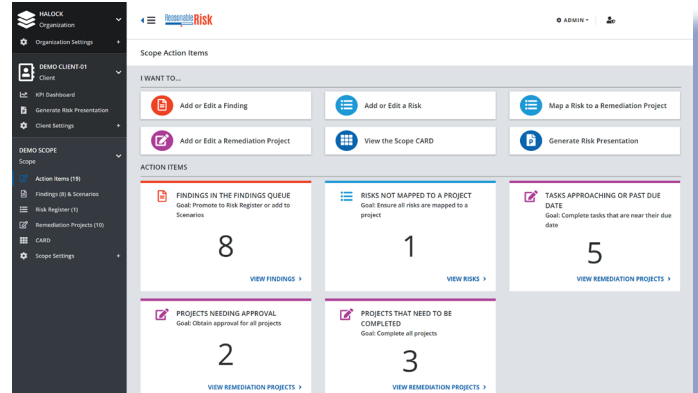 HALOCK
Organization
Organization Settings +
DEMO CLIENT-01
Client
KPI Dashboard
Generate Risk Presentation
Client Settings +
DEMO SCOPE
Scope
Action Items (19)
Findings (8) & Scenarios
Risk Register (1)
Remediation Projects (10)
CARD
Scope Settings +
Reasonable Risk
ADMIN
Scope Action Items
I WANT TO...
Add or Edit a Finding
Add or Edit a Risk
Map a Risk to a Remediation Project
Add or Edit a Remediation Project
View the Scope CARD
Generate Risk Presentation
ACTION ITEMS
FINDINGS IN THE FINDINGS QUEUE
Goal: Promote to Risk Register or add to
Scenarios
8
VIEW FINDINGS >
RISKS NOT MAPPED TO A PROJECT
Goal: Ensure all risks are mapped to a
project
1
VIEW RISKS >
TASKS APPROACHING OR PAST DUE
DATE
Goal: Complete tasks that are near their due
date
5
VIEW REMEDIATION PROJECTS >
PROJECTS NEEDING APPROVAL
Goal: Obtain approval for all projects
2
VIEW REMEDIATION PROJECTS >
PROJECTS THAT NEED TO BE
COMPLETED
Goal: Complete all projects
3
VIEW REMEDIATION PROJECTS >